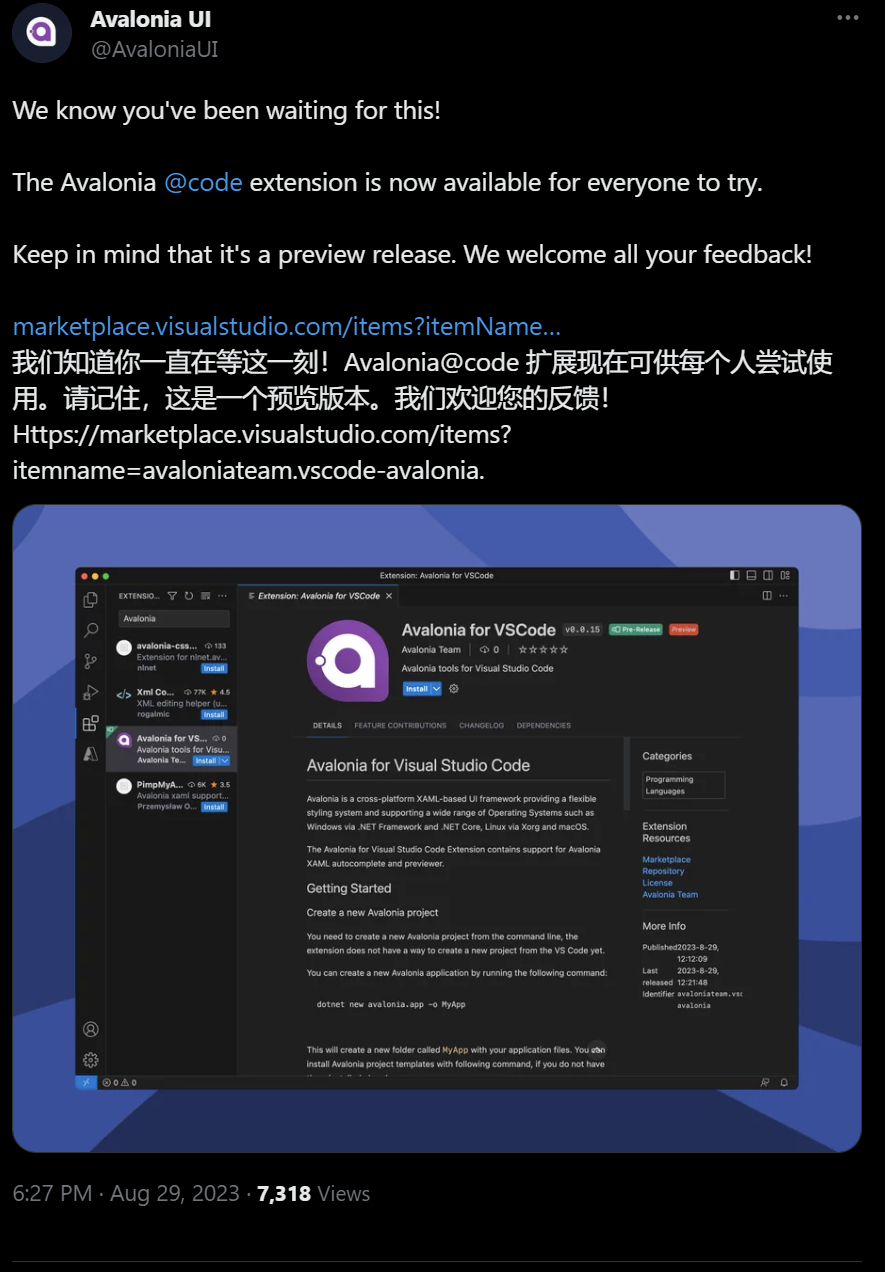 Avalonia UI
@AvaloniaUI
We know you've been waiting for this!
The Avalonia @code extension is now available for everyone to try.
Keep in mind that it's a preview release. We welcome all your feedback!
marketplace.visualstudio.com/items?itemName…
我们知道你一直在等这一刻！Avalonia@code 扩展现在可供每个人尝试使
用。请记住，这是一个预览版本。我们欢迎您的反馈！
Https://marketplace.visualstudio.com/items?
itemname=avaloniateam.vscode-avalonia.
Extension: Avalonia for VSCode
EXTENSIO...
Avalonia
avalonia-css... 133
Extension for nlnet.av...
nlnet Install
Xml Co... 77K ★ 4.5
XML editing helper (u...
rogalmic Install
Avalonia for VS... 0
Avalonia tools for Visu...
Avalonia Te... Install
PimpMyA... 6K ★ 3.5
Avalonia xaml support...
Przemysław O... Install
Extension: Avalonia for VSCode
Avalonia for VSCode v0.0.15 Pre-Release Preview
Avalonia Team 0
Avalonia tools for Visual Studio Code
Install
DETAILS FEATURE CONTRIBUTIONS CHANGELOG DEPENDENCIES
Avalonia for Visual Studio Code
Avalonia is a cross-platform XAML-based UI framework providing a flexible
styling system and supporting a wide range of Operating Systems such as
Windows via .NET Framework and .NET Core, Linux via Xorg and macOS.
The Avalonia for Visual Studio Code Extension contains support for Avalonia
XAML autocomplete and previewer.
Getting Started
Create a new Avalonia project
You need to create a new Avalonia project from the command line, the
extension does not have a way to create a new project from the VS Code yet.
You can create a new Avalonia application by running the following command:
dotnet new avalonia.app -o MyApp
This will create a new folder called MyApp with your application files. You can
install Avalonia project templates with following command, if you do not have
Categories
Programming
Languages
Extension
Resources
Marketplace
Repository
License
Avalonia Team
More Info
Published 2023-8-29,
12:12:09
Last 2023-8-29,
released 12:21:48
Identifier avaloniateam.vsc
avalonia
0 0
6:27 PM · Aug 29, 2023 · 7,318 Views